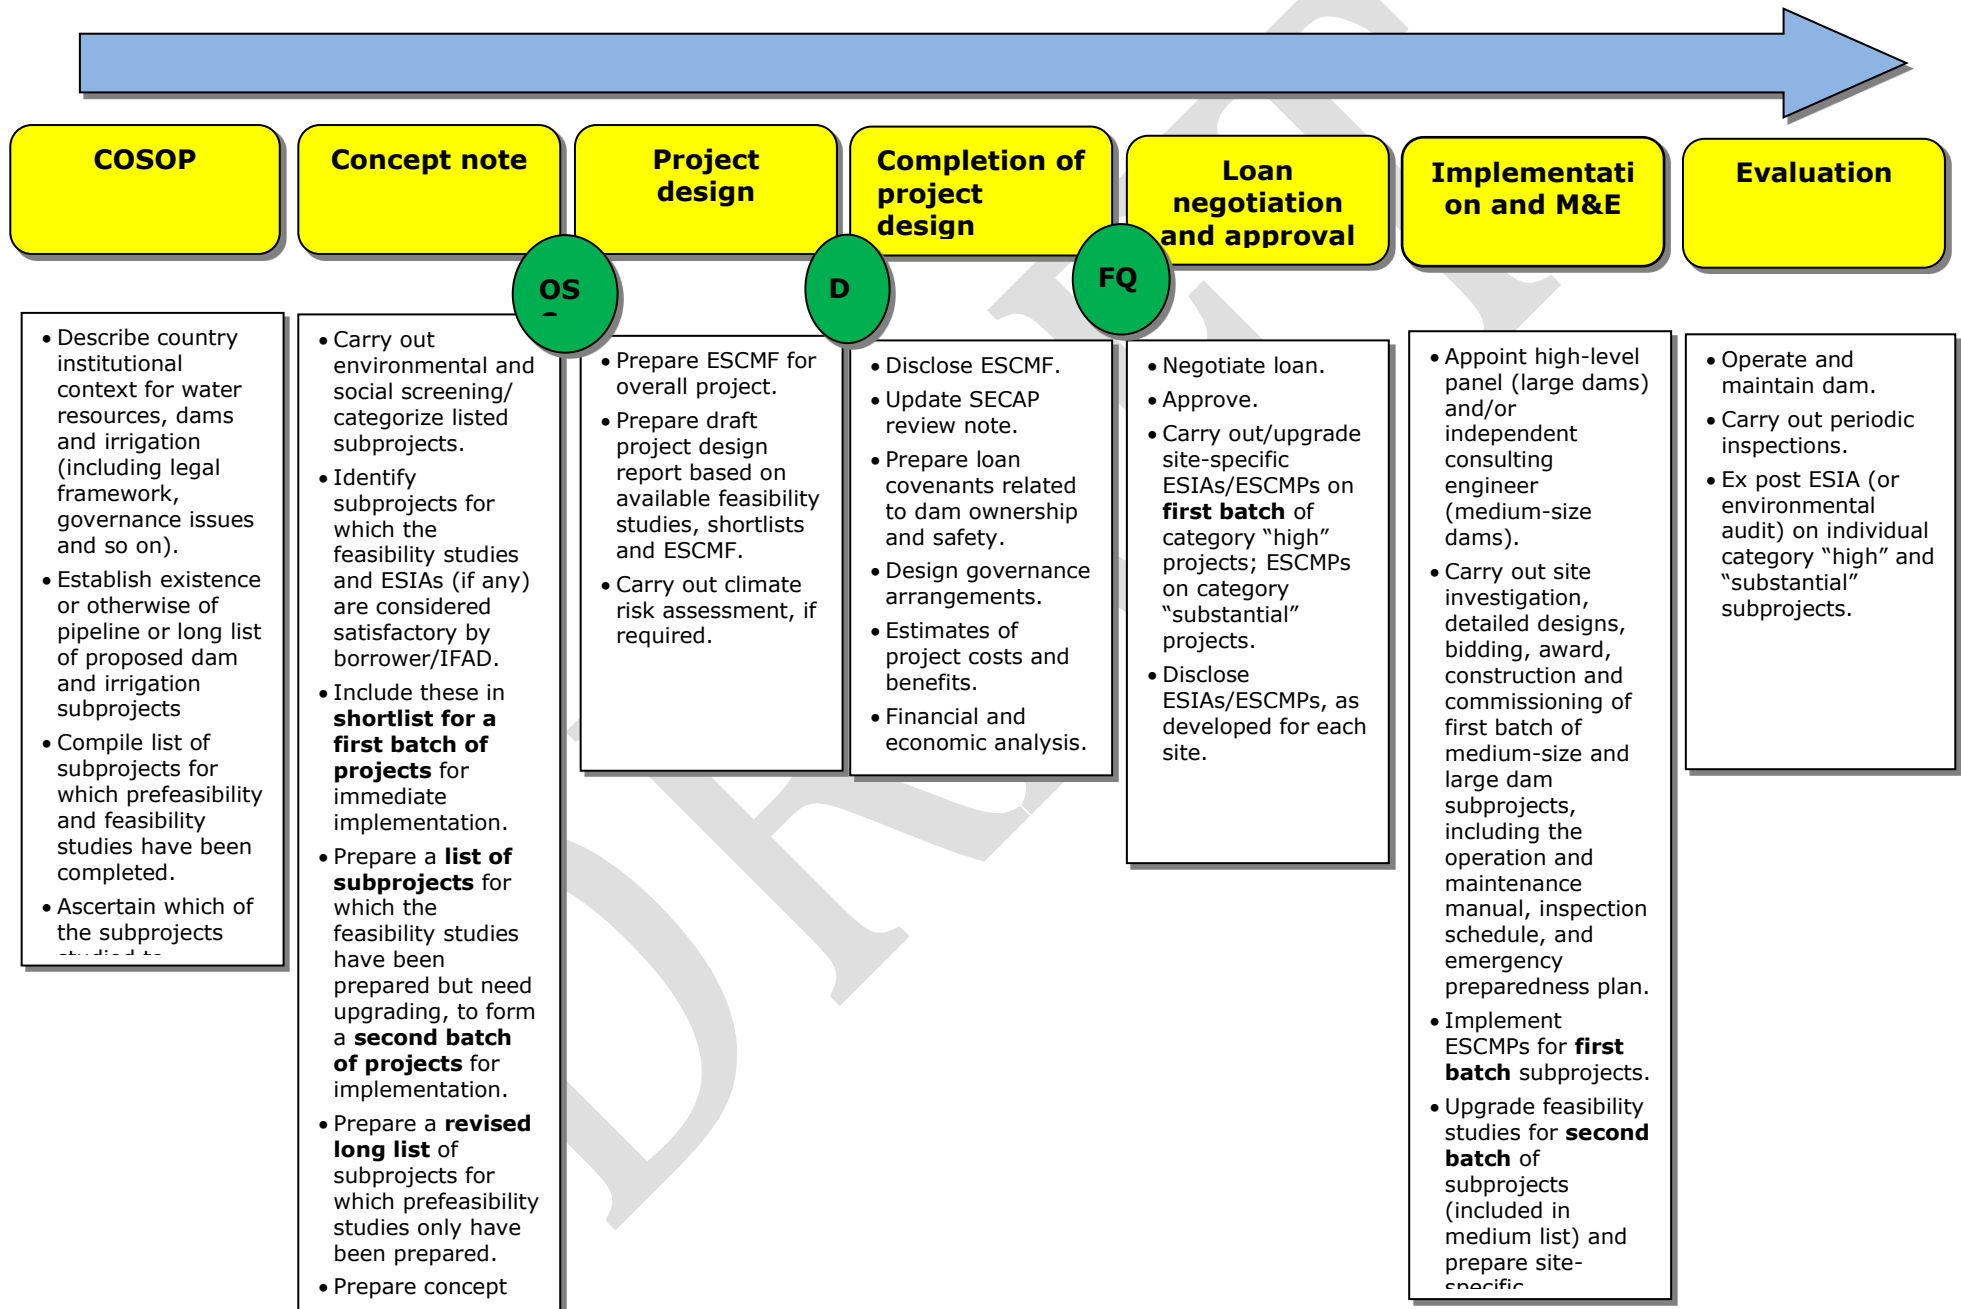 COSOP
Concept note
Project
design
Completion of
project
design
Loan
negotiation
and approval
Implementati
on and M&E
Evaluation
OS
D
FQ
• Describe country
institutional
context for water
resources, dams
and irrigation
(including legal
framework,
governance issues
and so on).
• Establish existence
or otherwise of
pipeline or long list
of proposed dam
and irrigation
subprojects
• Compile list of
subprojects for
which prefeasibility
and feasibility
studies have been
completed.
• Ascertain which of
the subprojects
studied to
• Carry out
environmental and
social screening/
categorize listed
subprojects.
• Identify
subprojects for
which the
feasibility studies
and ESIAs (if any)
are considered
satisfactory by
borrower/IFAD.
• Include these in
shortlist for a
first batch of
projects for
immediate
implementation.
• Prepare a list of
subprojects for
which the
feasibility studies
have been
prepared but need
upgrading, to form
a second batch
of projects for
implementation.
• Prepare a revised
long list of
subprojects for
which prefeasibility
studies only have
been prepared.
• Prepare concept
• Prepare ESCMF for
overall project.
• Prepare draft
project design
report based on
available feasibility
studies, shortlists
and ESCMF.
• Carry out climate
risk assessment, if
required.
• Disclose ESCMF.
• Update SECAP
review note.
• Prepare loan
covenants related
to dam ownership
and safety.
• Design governance
arrangements.
• Estimates of
project costs and
benefits.
• Financial and
economic analysis.
• Negotiate loan.
• Approve.
• Carry out/upgrade
site-specific
ESIAs/ESCMPs on
first batch of
category “high”
projects; ESCMPs
on category
“substantial”
projects.
• Disclose
ESIAs/ESCMPs, as
developed for each
site.
• Appoint high-level
panel (large dams)
and/or
independent
consulting
engineer
(medium-size
dams).
• Carry out site
investigation,
detailed designs,
bidding, award,
construction and
commissioning of
first batch of
medium-size and
large dam
subprojects,
including the
operation and
maintenance
manual, inspection
schedule, and
emergency
preparedness plan.
• Implement
ESCMPs for first
batch subprojects.
• Upgrade feasibility
studies for second
batch of
subprojects
(included in
medium list) and
prepare site-
specific
• Operate and
maintain dam.
• Carry out periodic
inspections.
• Ex post ESIA (or
environmental
audit) on individual
category “high” and
“substantial”
subprojects.
DRAFT